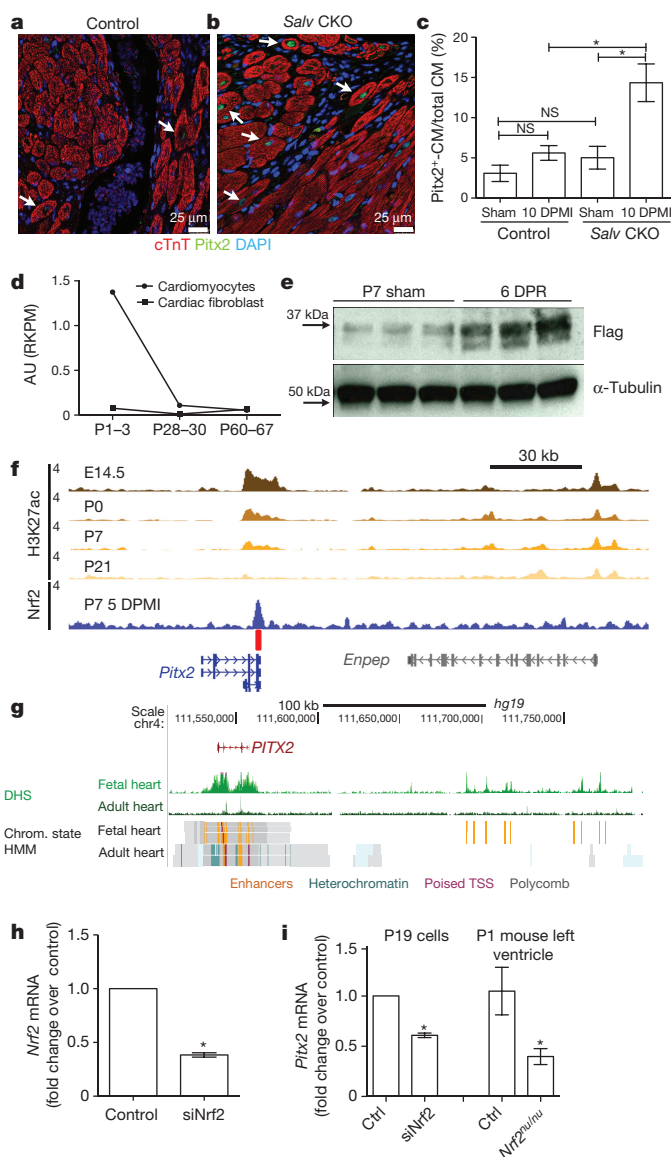 a
Control
25 μm
b
Salv CKO
25 μm
cTnT Pitx2 DAPI
c
Pitx2⁺-CM/total CM (%)
20
15
10
5
0
*
*
NS
NS
Sham 10 DPMI Sham 10 DPMI
Control Salv CKO
d
AU (RKPM)
1.5
1.0
0.5
0
Cardiomyocytes
Cardiac fibroblast
P1–3 P28–30 P60–67
e
P7 sham 6 DPR
37 kDa
Flag
50 kDa
α-Tubulin
f
30 kb
H3K27ac
4 E14.5
4 P0
4 P7
4 P21
Nrf2
4
P7 5 DPMI
Pitx2
Enpep
g
Scale 100 kb hg19
chr4: 111,550,000 111,600,000 111,650,000 111,700,000 111,750,000
PITX2
DHS
Fetal heart
Adult heart
Chrom. state
HMM
Fetal heart
Adult heart
Enhancers Heterochromatin Poised TSS Polycomb
h
Nrf2 mRNA
(fold change over control)
1.5
1.0
0.5
0
*
Control siNrf2
i
P19 cells P1 mouse left
ventricle
Pitx2 mRNA
(fold change over control)
1.5
1.0
0.5
0
*
*
Ctrl siNrf2 Ctrl Nrf2ⁿᵘ/ⁿᵘ